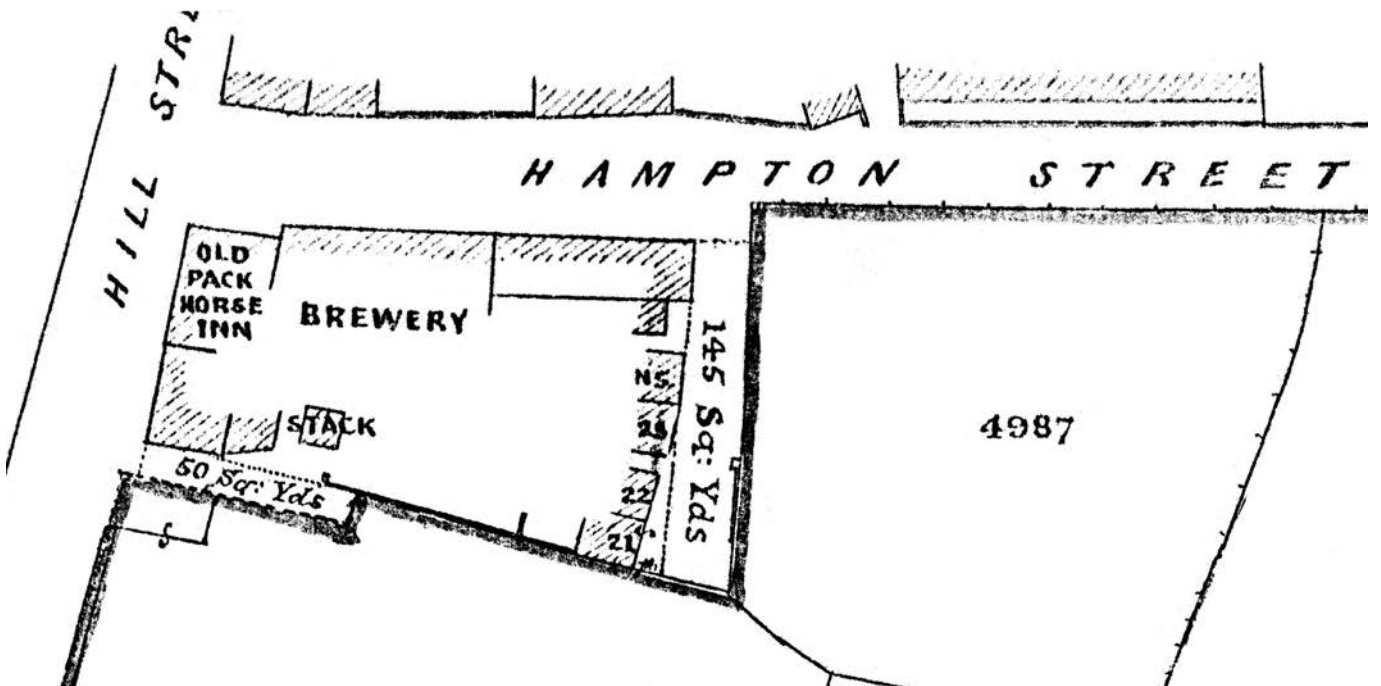 HILL STRE
HAMPTON STREET
OLD
PACK
HORSE
INN
BREWERY
STACK
50 Sq: Yds
145 Sq: Yds
NS.
22
21
4987